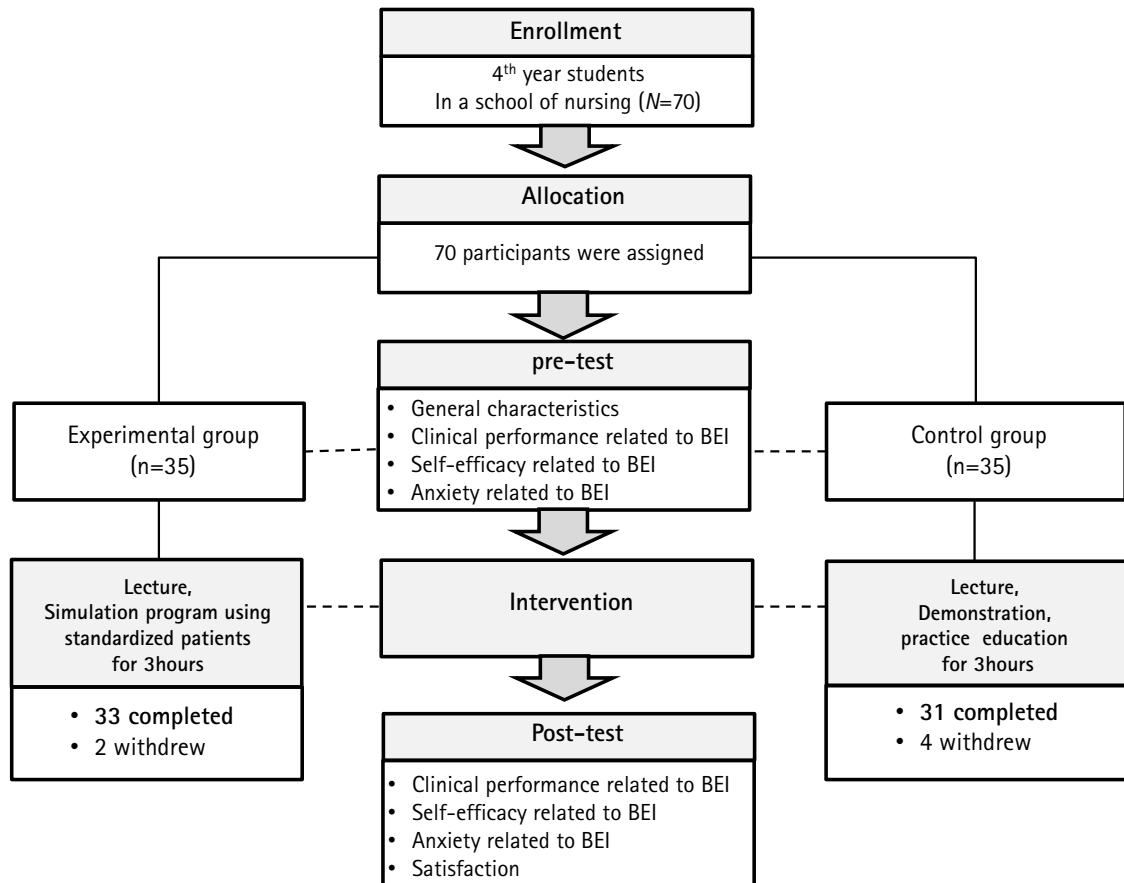 Enrollment
4th year students
In a school of nursing (N=70)
Allocation
70 participants were assigned
pre-test
• General characteristics
• Clinical performance related to BEI
• Self-efficacy related to BEI
• Anxiety related to BEI
Experimental group
(n=35)
Control group
(n=35)
Lecture,
Simulation program using
standardized patients
for 3hours
• 33 completed
• 2 withdrew
Intervention
Lecture,
Demonstration,
practice education
for 3hours
• 31 completed
• 4 withdrew
Post-test
• Clinical performance related to BEI
• Self-efficacy related to BEI
• Anxiety related to BEI
• Satisfaction